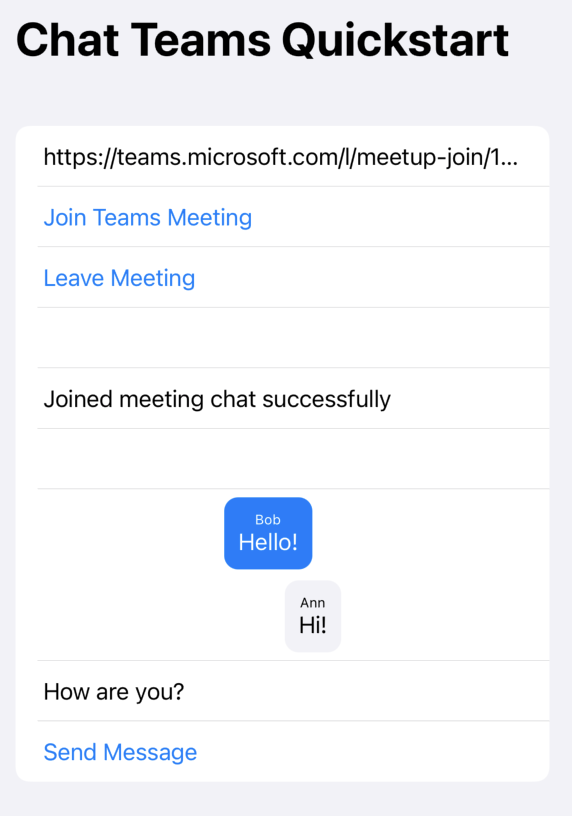 Chat Teams Quickstart
https://teams.microsoft.com/l/meetup-join/1...
Join Teams Meeting
Leave Meeting
Joined meeting chat successfully
Bob
Hello!
Ann
Hi!
How are you?
Send Message